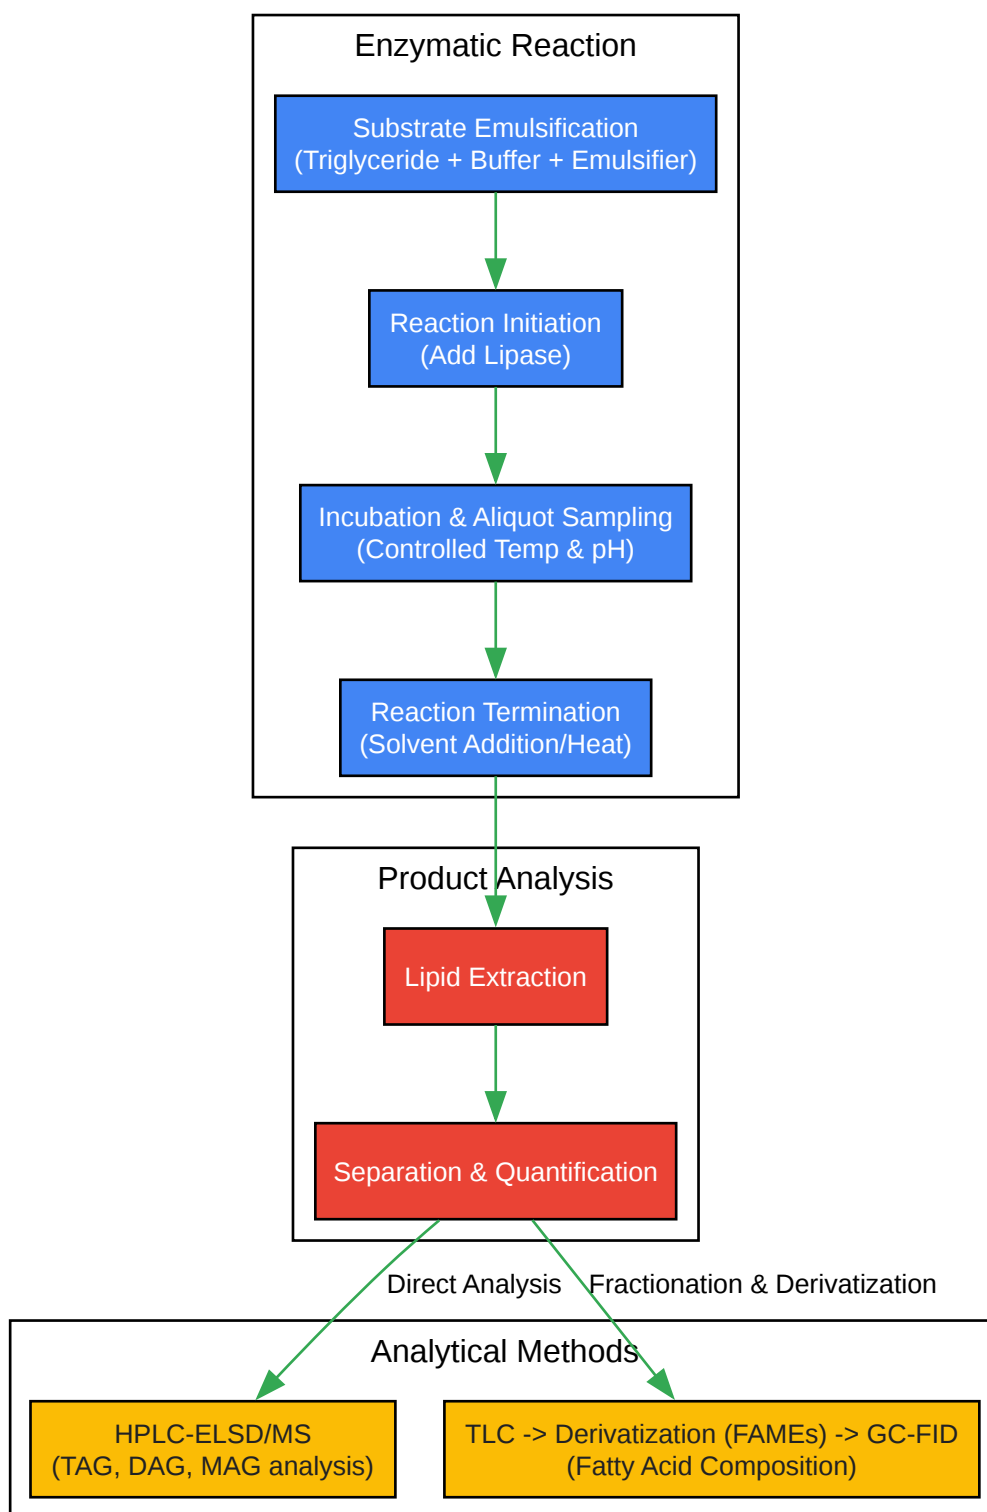 Enzymatic Reaction
Substrate Emulsification
(Triglyceride + Buffer + Emulsifier)
Reaction Initiation
(Add Lipase)
Incubation & Aliquot Sampling
(Controlled Temp & pH)
Reaction Termination
(Solvent Addition/Heat)
Product Analysis
Lipid Extraction
Separation & Quantification
Direct Analysis
Fractionation & Derivatization
Analytical Methods
HPLC-ELSD/MS
(TAG, DAG, MAG analysis)
TLC -> Derivatization (FAMEs) -> GC-FID
(Fatty Acid Composition)